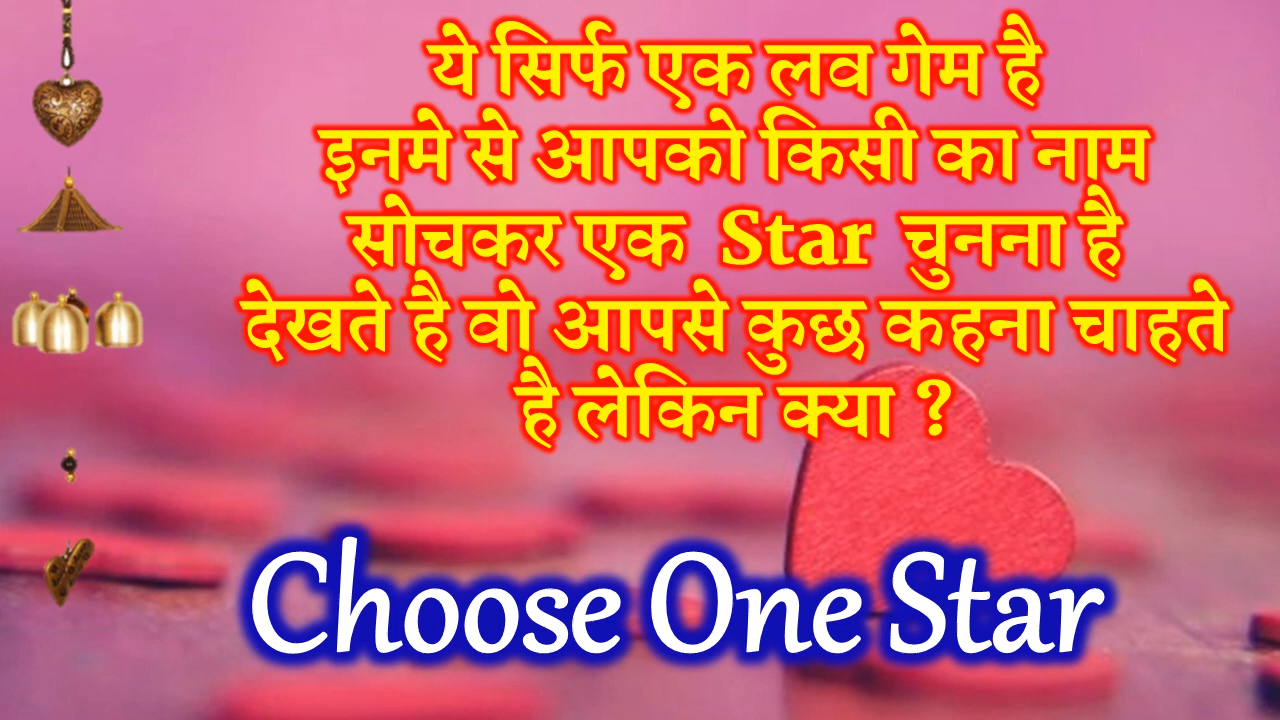 ये सिर्फ एक लव गेम है
इनमे से आपको किसी का नाम
सोचकर एक Star चुनना है
देखते है वो आपसे कुछ कहना चाहते
है लेकिन क्या ?
Choose One Star